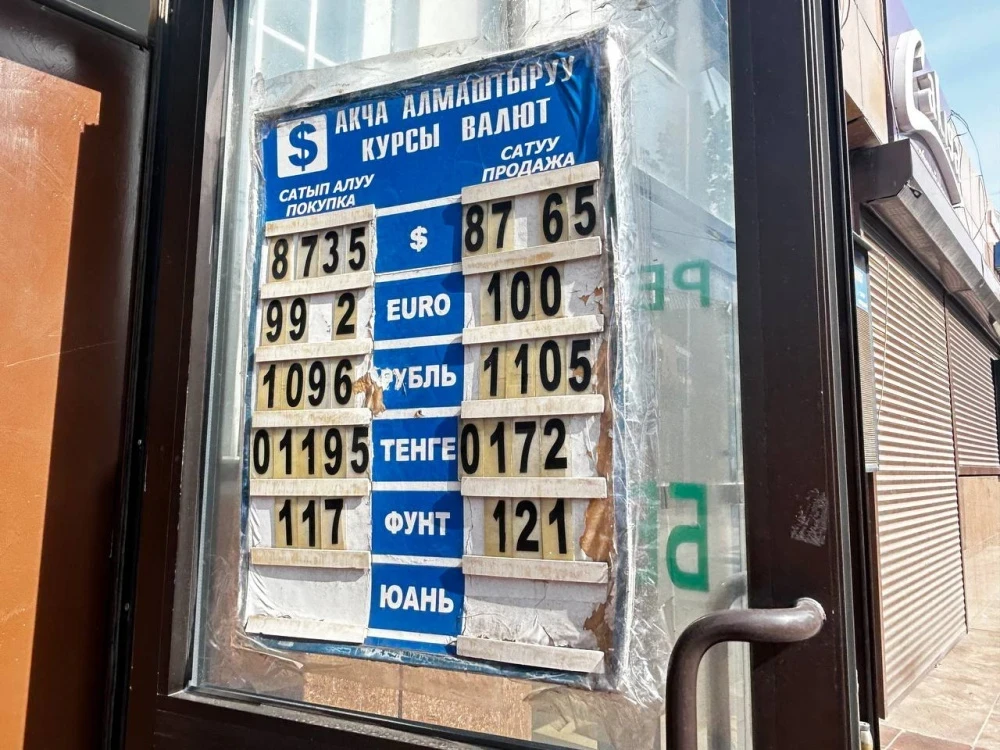 $ АКЧА АЛМАШТЫРУУ
КУРСЫ ВАЛЮТ
САТЫП АЛУУ САТУУ
ПОКУПКА ПРОДАЖА
8735 $ 87 65
99 2 EURO 100
1096 РУБЛЬ 1105
01195 ТЕНГЕ 0172
117 ФУНТ 121
ЮАНЬ